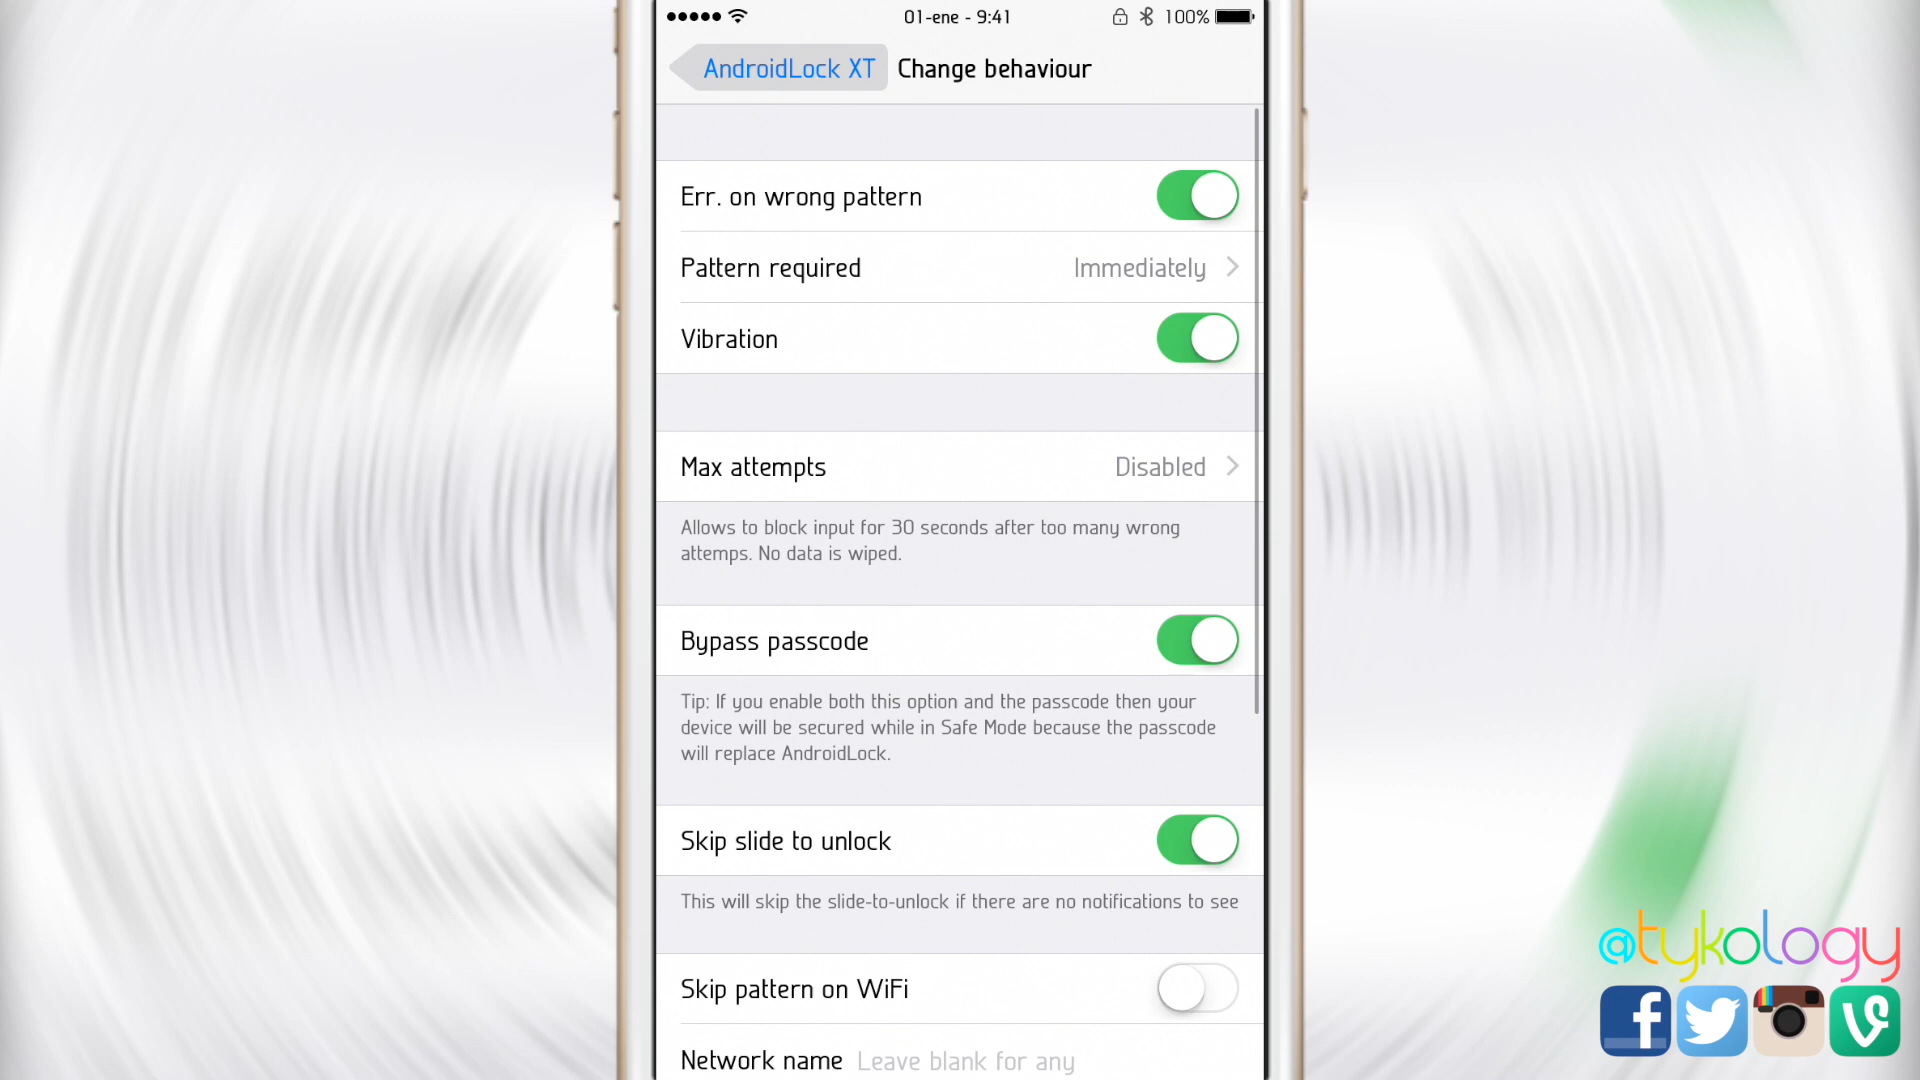 01-ene - 9:41
100%
AndroidLock XT
Change behaviour
Err. on wrong pattern
Pattern required
Immediately
Vibration
Max attempts
Disabled
Allows to block input for 30 seconds after too many wrong
attemps. No data is wiped.
Bypass passcode
Tip: If you enable both this option and the passcode then your
device will be secured while in Safe Mode because the passcode
will replace AndroidLock.
Skip slide to unlock
This will skip the slide-to-unlock if there are no notifications to see
Skip pattern on WiFi
Network name
Leave blank for any
@tykology